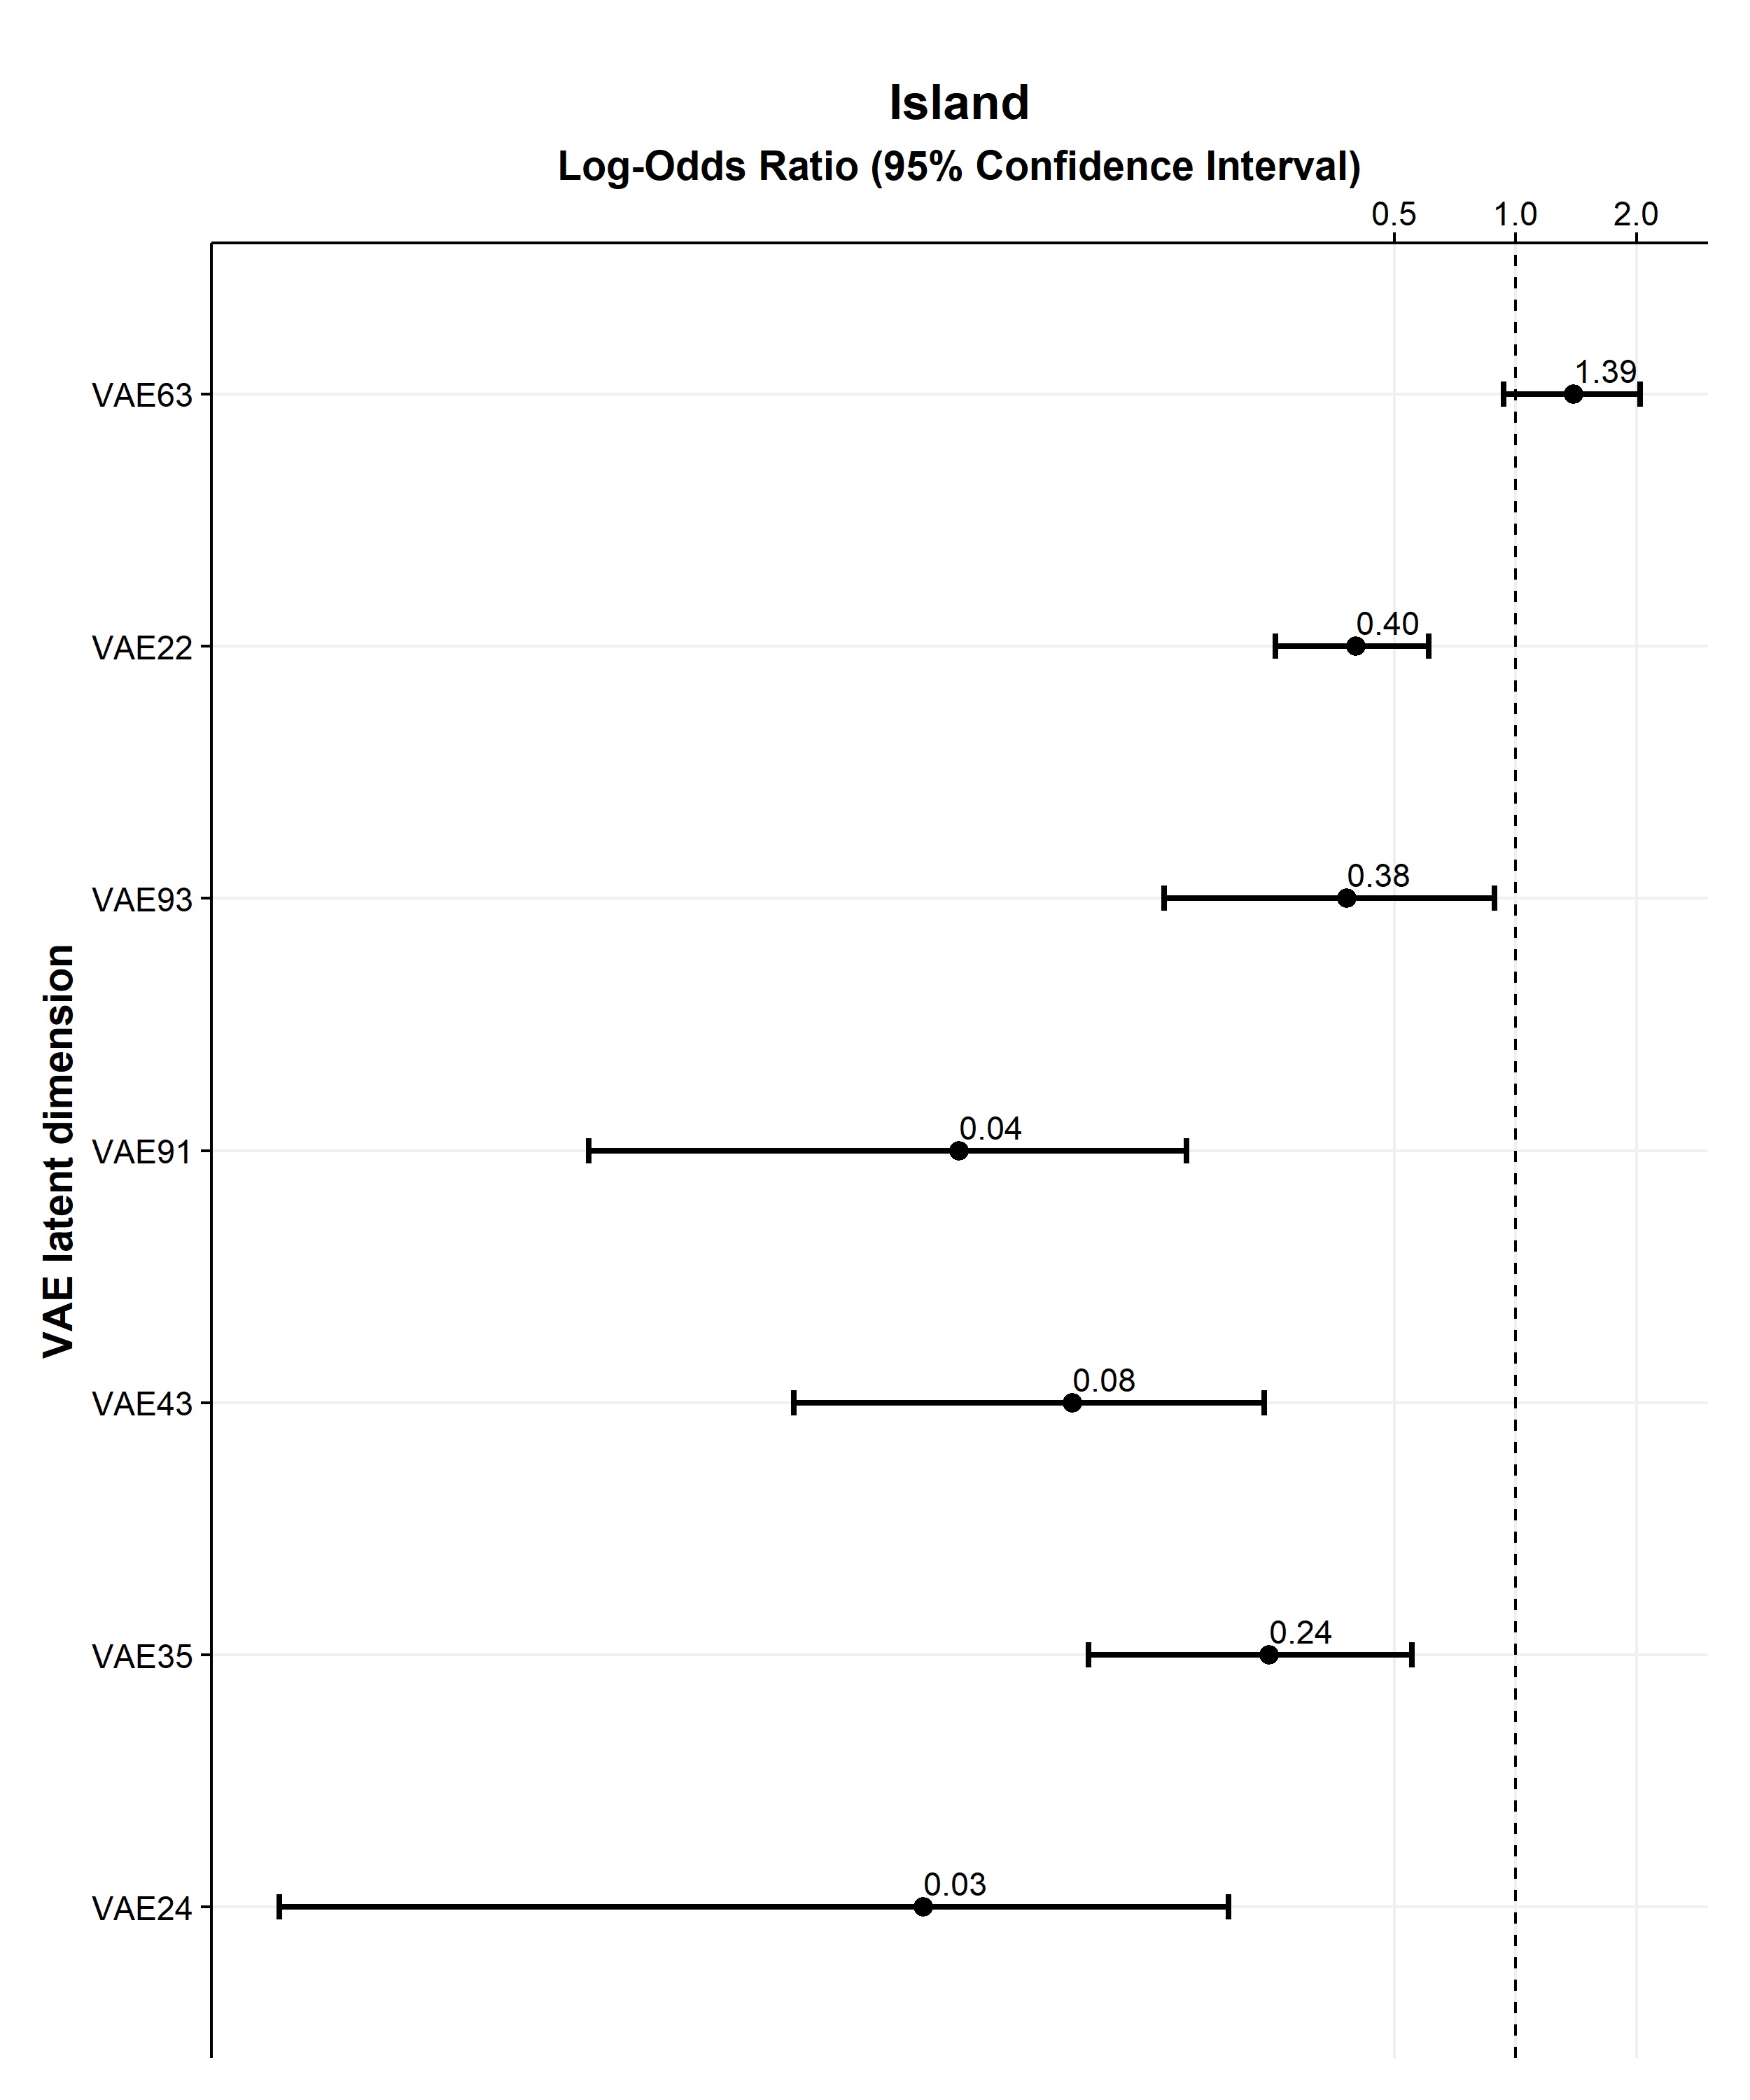 Island
Log-Odds Ratio (95% Confidence Interval)
0.5 1.0 2.0
VAE63 1.39
VAE22 0.40
VAE93 0.38
VAE latent dimension
VAE91 0.04
VAE43 0.08
VAE35 0.24
VAE24 0.03